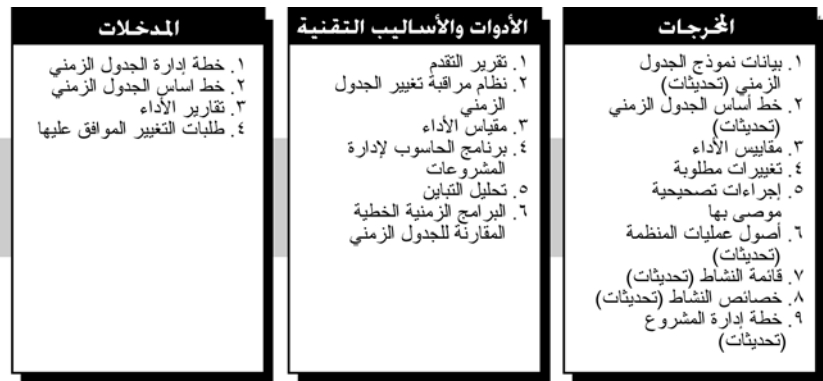 المدخلات
١. خطة إدارة الجدول الزمني
٢. خط اساس الجدول الزمني
٣. تقارير الأداء
٤. طلبات التغيير الموافق عليها
الأدوات والأساليب التقنية
١. تقرير التقدم
٢. نظام مراقبة تغيير الجدول
الزمني
٣. مقياس الأداء
٤. برنامج الحاسوب لإدارة
المشروعات
٥. تحليل التباين
٦. البرامج الزمنية الخطية
المقارنة للجدول الزمني
المخرجات
١. بيانات نموذج الجدول
الزمني (تحديثات)
٢. خط أساس الجدول الزمني
(تحديثات)
٣. مقاييس الأداء
٤. تغييرات مطلوبة
٥. إجراءات تصحيحية
موصى بها
٦. أصول عمليات المنظمة
(تحديثات)
٧. قائمة النشاط (تحديثات)
٨. خصائص النشاط (تحديثات)
٩. خطة إدارة المشروع
(تحديثات)